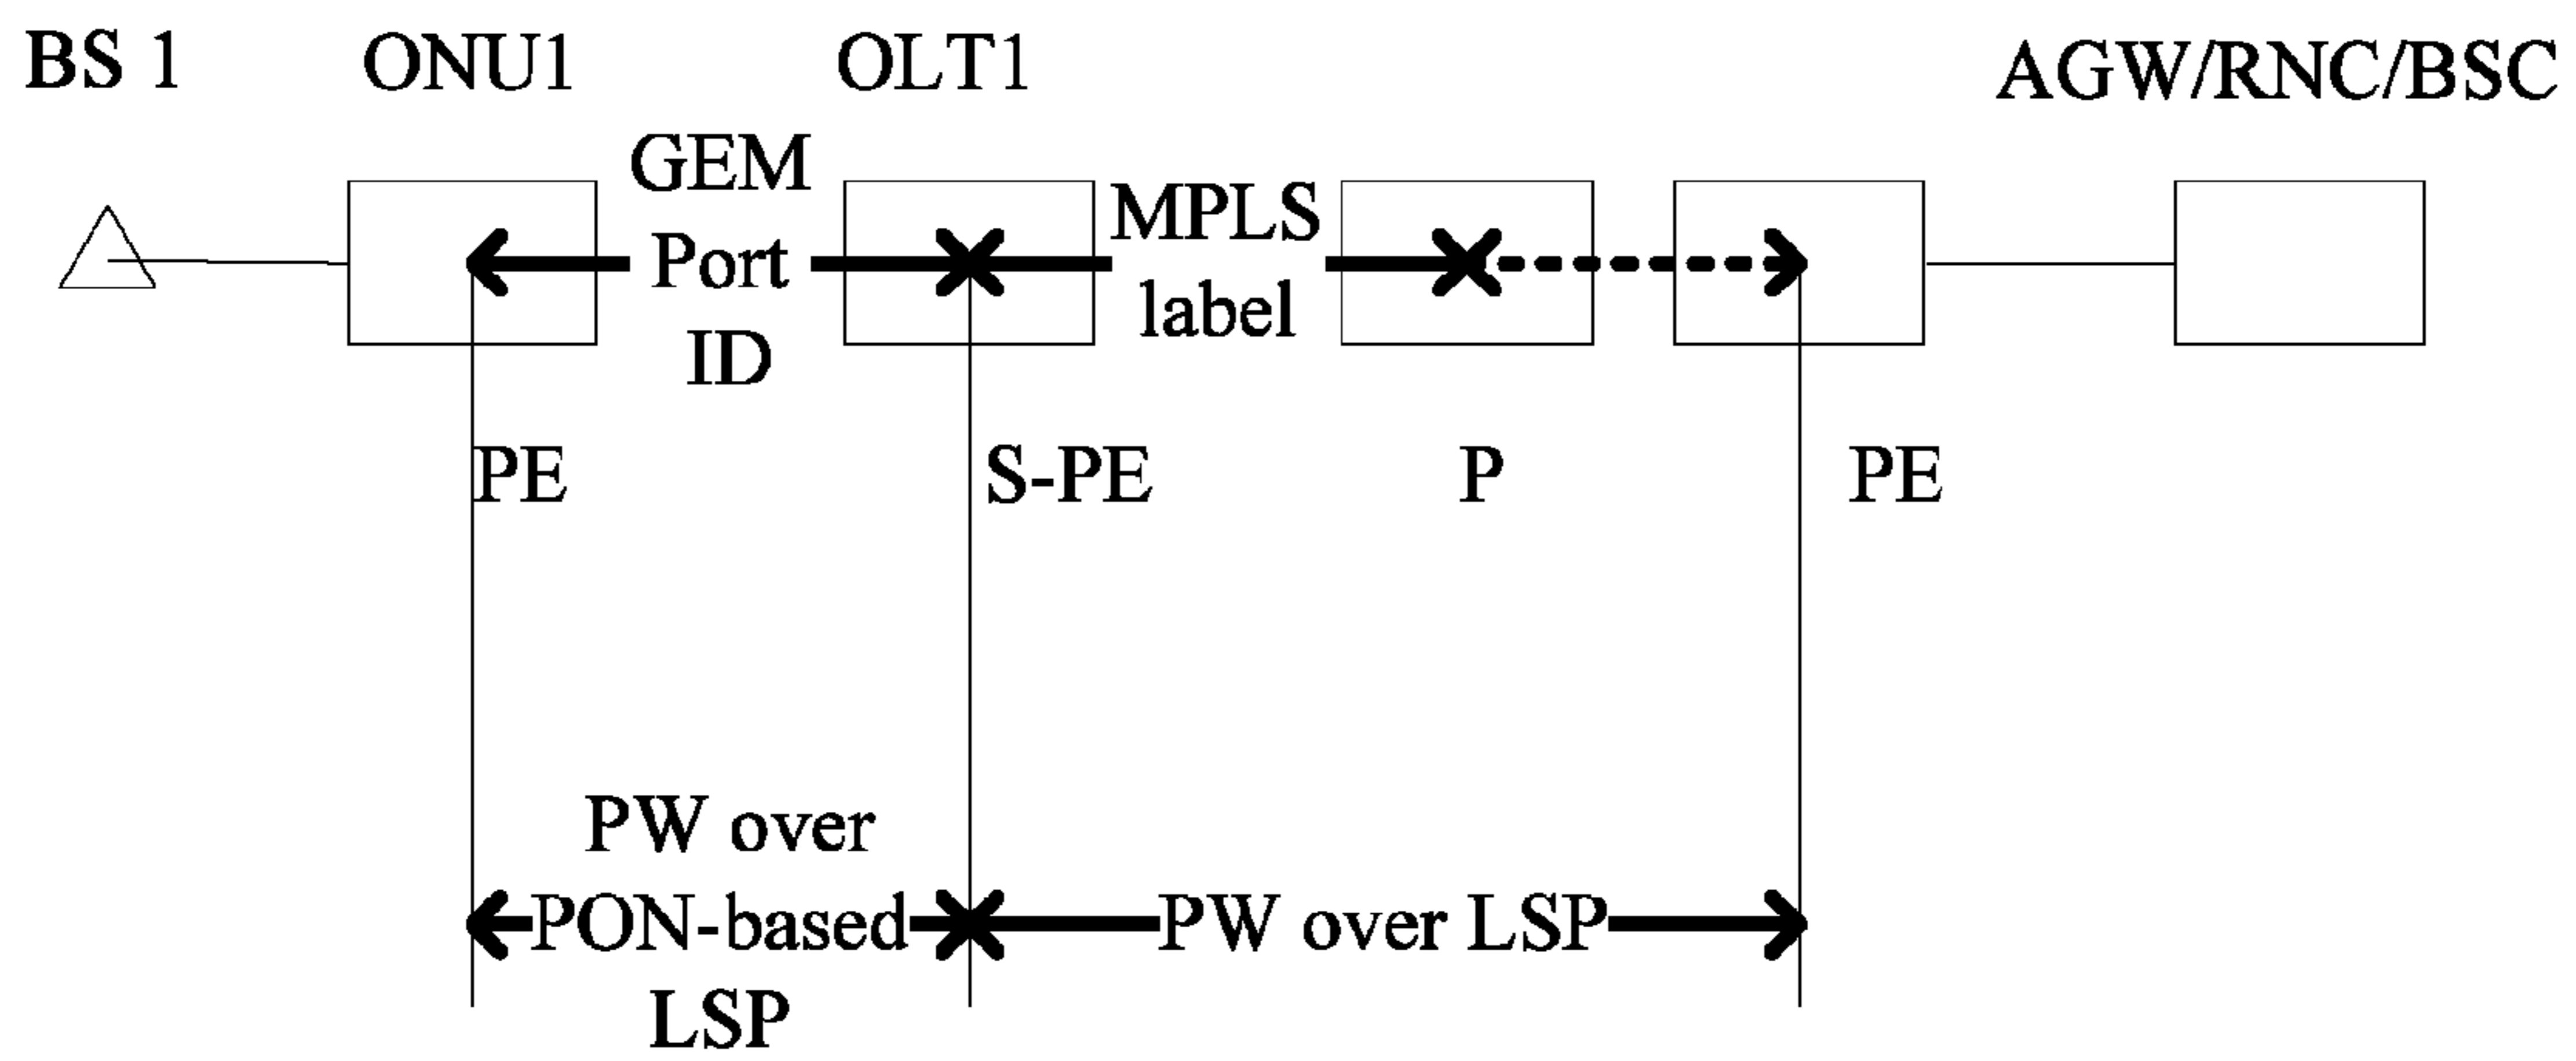 BS 1
ONU1
OLT1
AGW/RNC/BSC
GEM
Port
ID
MPLS
label
PE
S-PE
P
PE
PW over
PON-based
LSP
PW over LSP